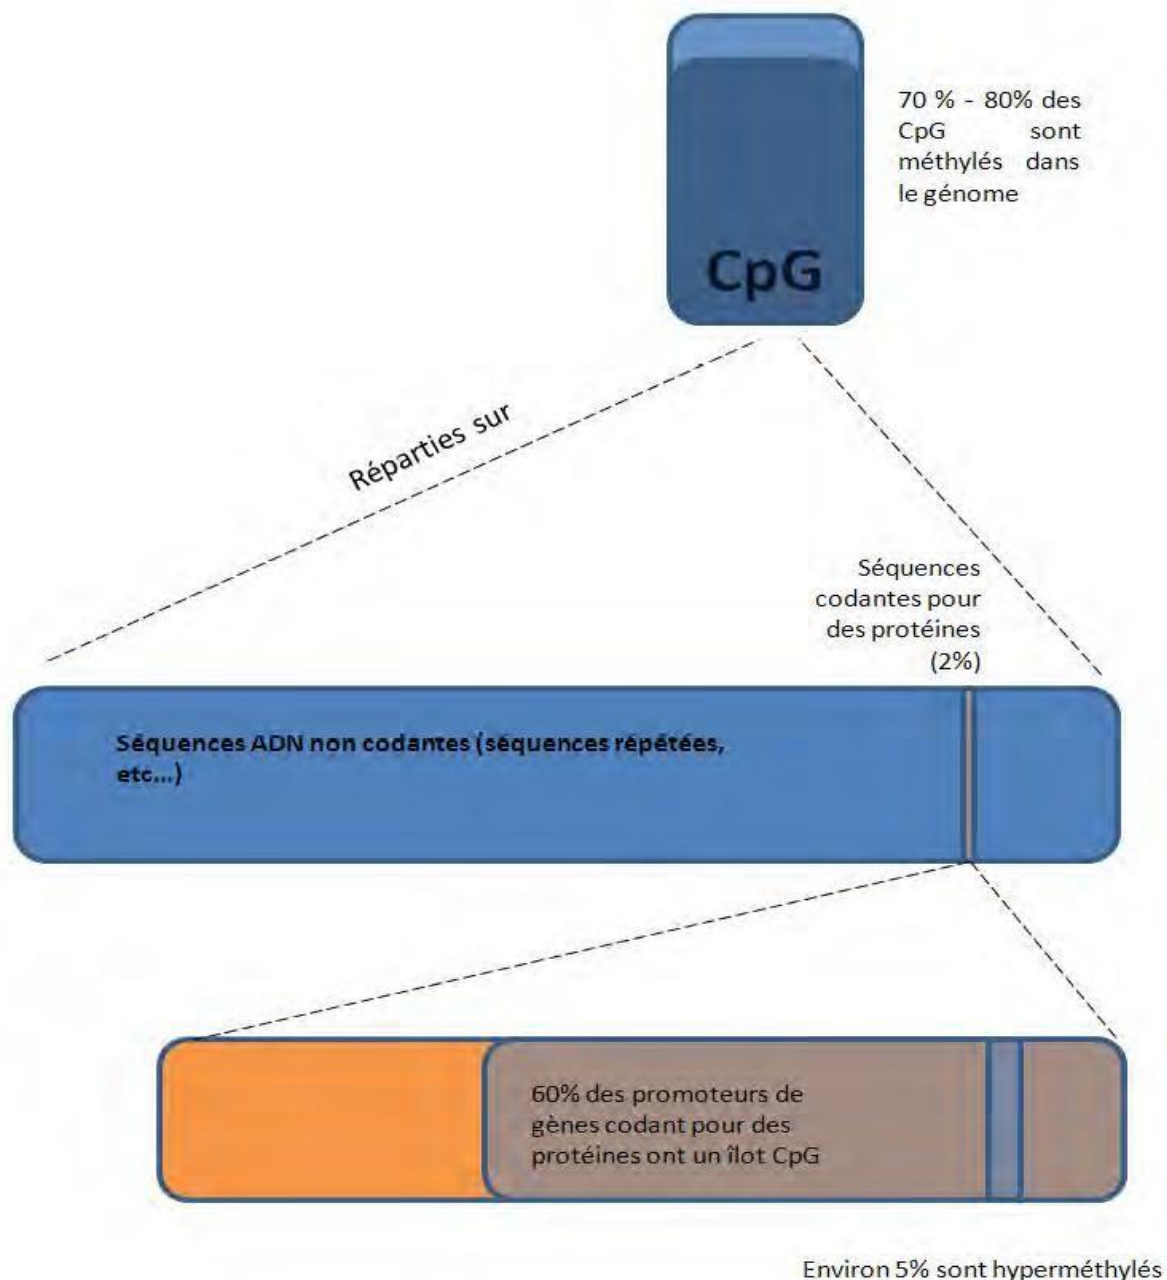 70 % - 80% des
CpG sont
méthylés dans
le génome
CpG
Réparties sur
Séquences
codantes pour
des protéines
(2%)
Séquences ADN non codantes (séquences répétées,
etc...)
60% des promoteurs de
gènes codant pour des
protéines ont un îlot CpG
Environ 5% sont hyperméthylés